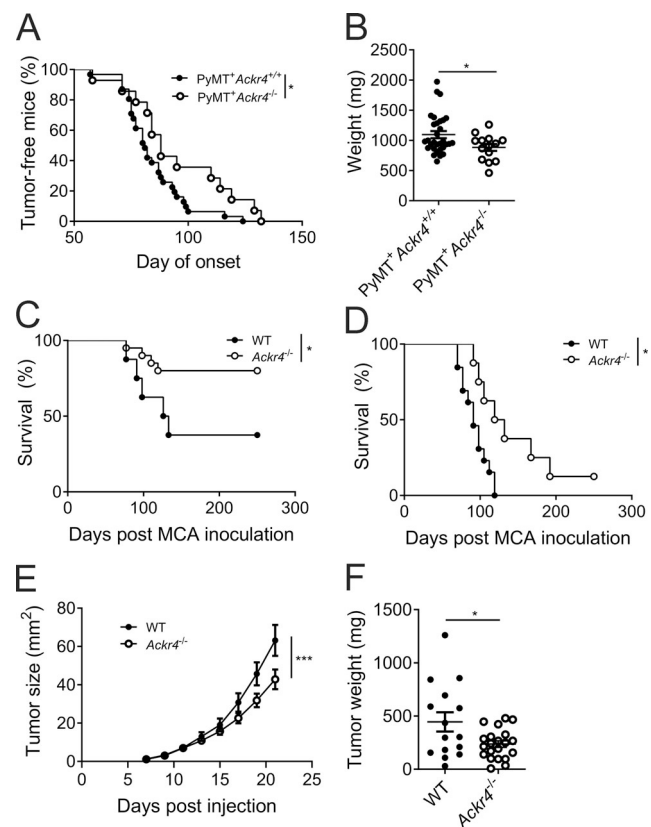 A
Tumor-free mice (%)
100
80
60
40
20
0
50
100
150
Day of onset
PyMT⁺Ackr4⁺/⁺
PyMT⁺Ackr4⁻/⁻
*
B
Weight (mg)
2500
2000
1500
1000
500
0
*
PyMT⁺Ackr4⁺/⁺
PyMT⁺Ackr4⁻/⁻
C
Survival (%)
100
50
0
0
100
200
300
Days post MCA inoculation
WT
Ackr4⁻/⁻
*
D
Survival (%)
100
50
0
0
100
200
300
Days post MCA inoculation
WT
Ackr4⁻/⁻
*
E
Tumor size (mm²)
80
60
40
20
0
0
5
10
15
20
25
Days post injection
WT
Ackr4⁻/⁻
***
F
Tumor weight (mg)
1500
1000
500
0
*
WT
Ackr4⁻/⁻